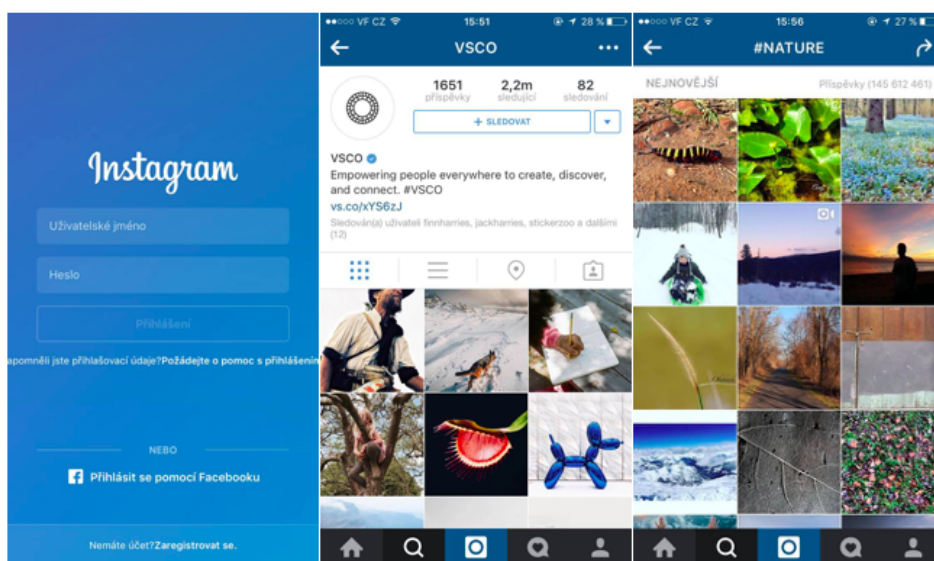 Instagram
Uživatelské jméno
Heslo
Přihlášení
apomněli jste přihlašovací údaje?Požádejte o pomoc s přihlášením
NEBO
f Přihlásit se pomocí Facebooku
Nemáte účet?Zaregistrovat se.
VF CZ 15:51 28 %
VSCO
1651 2,2m 82
příspěvky sledující sledování
+ SLEDOVAT
VSCO
Empowering people everywhere to create, discover,
and connect. #VSCO
vs.co/xYS6zJ
Sledován(a) uživateli finnharries, jackharries, stickerzoo a dalšími
(12)
VF CZ 15:56 27 %
#NATURE
NEJNOVĚJŠÍ Příspěvky (145 612 461)